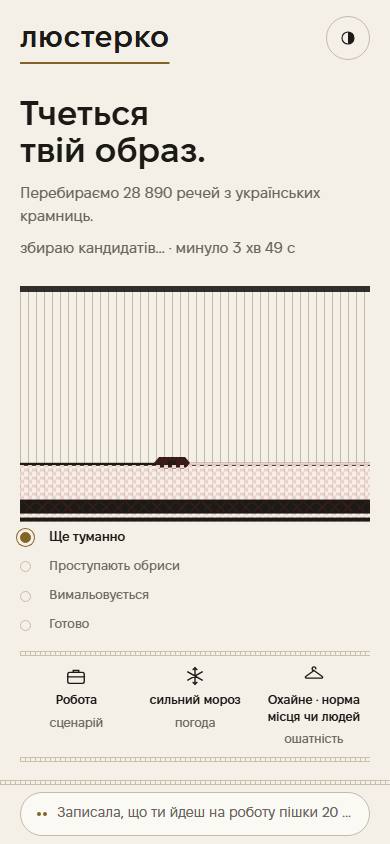 люстерко
Тчеться
твій образ.
Перебираємо 28 890 речей з українських
крамниць.
збираю кандидатів... · минуло 3 хв 49 с
Ще туманно
Проступають обриси
Вимальовується
Готово
Робота
сценарій
сильний мороз
погода
Охайне · норма
місця чи людей
ошатність
Записала, що ти йдеш на роботу пішки 20 ...